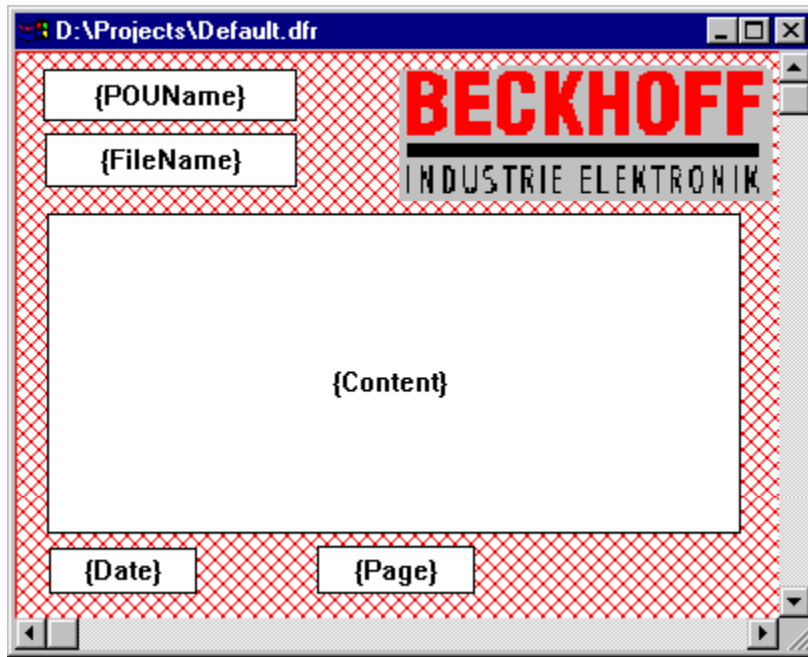 D:\Projects\Default.dfr
{POUName}
BECKHOFF
{FileName}
INDUSTRIE ELEKTRONIK
{Content}
{Date}
{Page}